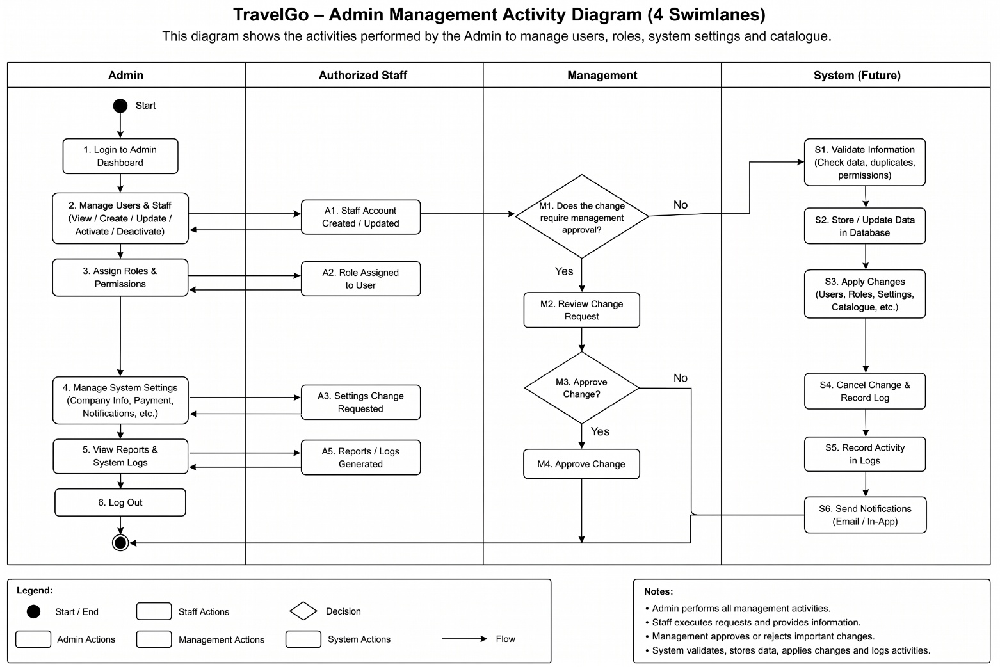 TravelGo – Admin Management Activity Diagram (4 Swimlanes)
This diagram shows the activities performed by the Admin to manage users, roles, system settings and catalogue.
Admin
Authorized Staff
Management
System (Future)
Start
1. Login to Admin
Dashboard
2. Manage Users & Staff
(View / Create / Update /
Activate / Deactivate)
3. Assign Roles &
Permissions
4. Manage System Settings
(Company Info, Payment,
Notifications, etc.)
5. View Reports &
System Logs
6. Log Out
A1. Staff Account
Created / Updated
A2. Role Assigned
to User
A3. Settings Change
Requested
A5. Reports / Logs
Generated
M1. Does the change
require management
approval?
No
Yes
M2. Review Change
Request
M3. Approve
Change?
No
Yes
M4. Approve Change
S1. Validate Information
(Check data, duplicates,
permissions)
S2. Store / Update Data
in Database
S3. Apply Changes
(Users, Roles, Settings,
Catalogue, etc.)
S4. Cancel Change &
Record Log
S5. Record Activity
in Logs
S6. Send Notifications
(Email / In-App)
Legend:
Start / End
Staff Actions
Decision
Admin Actions
Management Actions
System Actions
Flow
Notes:
• Admin performs all management activities.
• Staff executes requests and provides information.
• Management approves or rejects important changes.
• System validates, stores data, applies changes and logs activities.